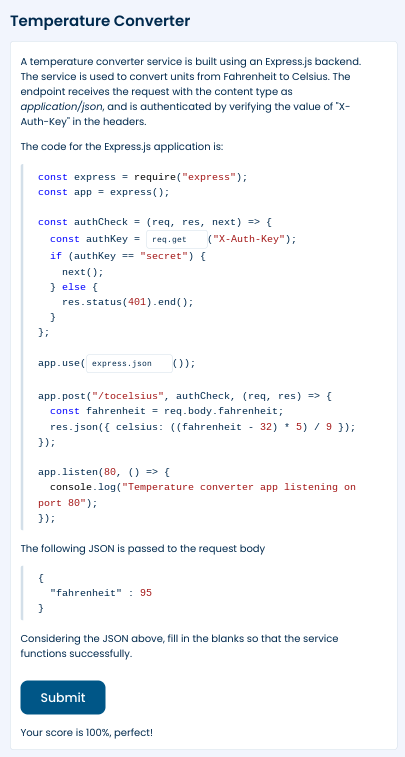 Temperature Converter
A temperature converter service is built using an Express.js backend.
The service is used to convert units from Fahrenheit to Celsius. The
endpoint receives the request with the content type as
application/json, and is authenticated by verifying the value of "X-
Auth-Key" in the headers.
The code for the Express.js application is:
const express = require("express");
const app = express();
const authCheck = (req, res, next) => {
const authKey = req.get ("X-Auth-Key");
if (authKey == "secret") {
next();
} else {
res.status(401).end();
}
};
app.use( express.json ());
app.post("/tocelsius", authCheck, (req, res) => {
const fahrenheit = req.body.fahrenheit;
res.json({ celsius: ((fahrenheit - 32) * 5) / 9 });
});
app.listen(80, () => {
console.log("Temperature converter app listening on
port 80");
});
The following JSON is passed to the request body
{
"fahrenheit" : 95
}
Considering the JSON above, fill in the blanks so that the service
functions successfully.
Submit
Your score is 100%, perfect!